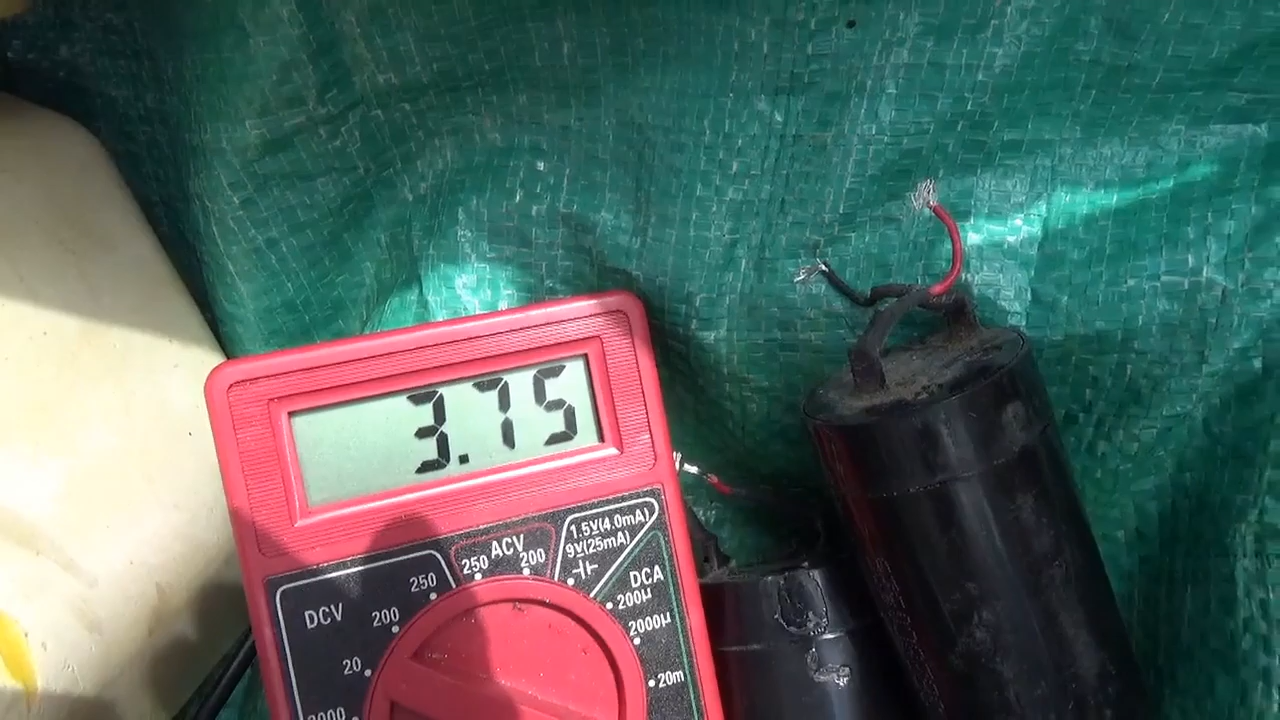 3.75
1.5V(4.0mA)
9V(25mA)
ACV
250
200
DCV
250
200
20
DCA
200μ
2000μ
20m